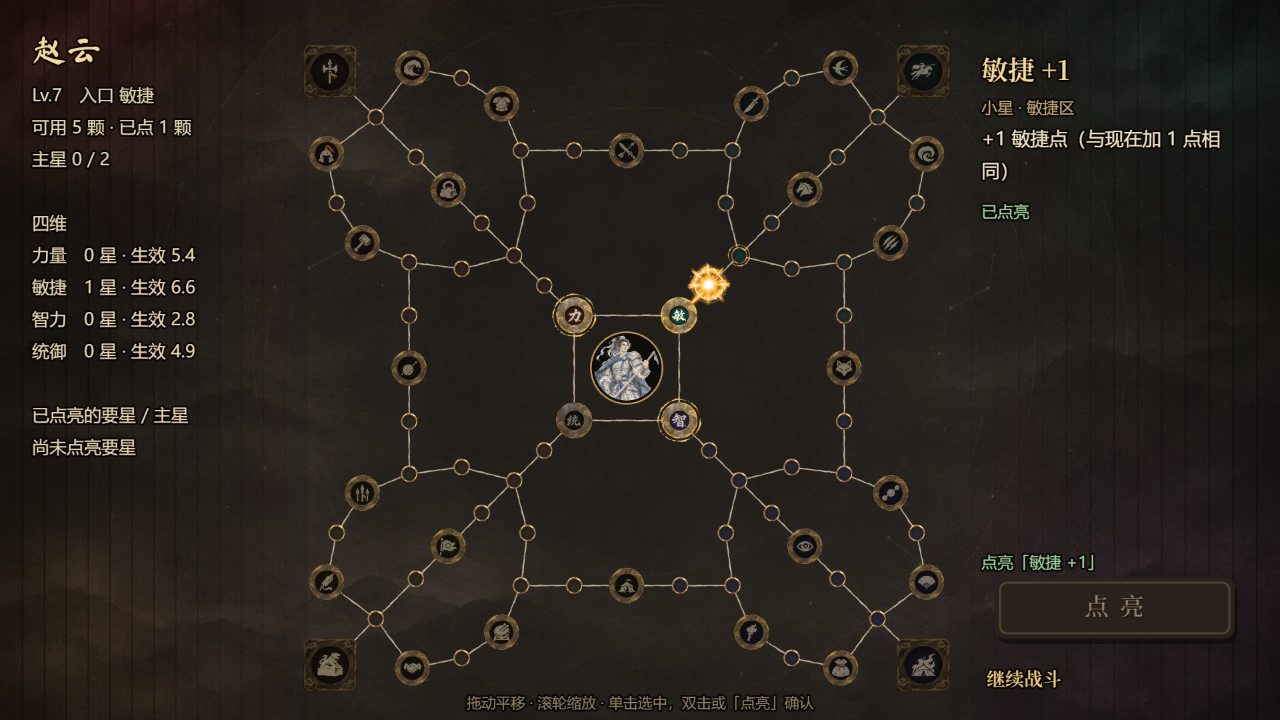 赵云
Lv.7 入口 敏捷
可用 5 颗 · 已点 1 颗
主星 0 / 2
四维
力量 0 星 · 生效 5.4
敏捷 1 星 · 生效 6.6
智力 0 星 · 生效 2.8
统御 0 星 · 生效 4.9
已点亮的要星 / 主星
尚未点亮要星
力
敏
统
智
敏捷 +1
小星 · 敏捷区
+1 敏捷点（与现在加 1 点相
同）
已点亮
点亮「敏捷 +1」
点亮
继续战斗
拖动平移 · 滚轮缩放 · 单击选中，双击或「点亮」确认